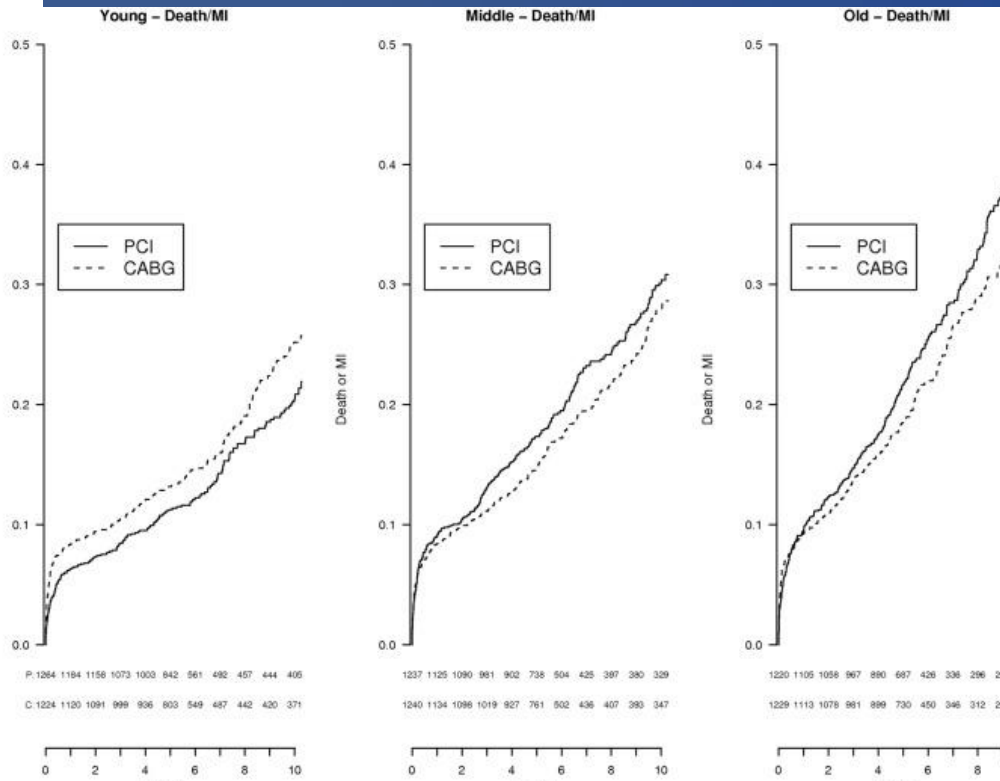 Young – Death/MI
0.5
0.4
0.3
0.2
0.1
0.0
PCI
CABG
P: 1264 1184 1158 1073 1003 842 561 492 457 444 405
C: 1224 1120 1091 999 936 803 549 487 442 420 371
0 2 4 6 8 10
Middle – Death/MI
Death or MI
0.5
0.4
0.3
0.2
0.1
0.0
PCI
CABG
1237 1125 1090 981 902 738 504 425 397 380 329
1240 1134 1098 1019 927 761 502 436 407 393 347
0 2 4 6 8 10
Old – Death/MI
Death or MI
0.5
0.4
0.3
0.2
0.1
0.0
PCI
CABG
1220 1105 1058 967 890 687 426 336 296
1229 1113 1078 981 899 730 450 346 312
0 2 4 6 8